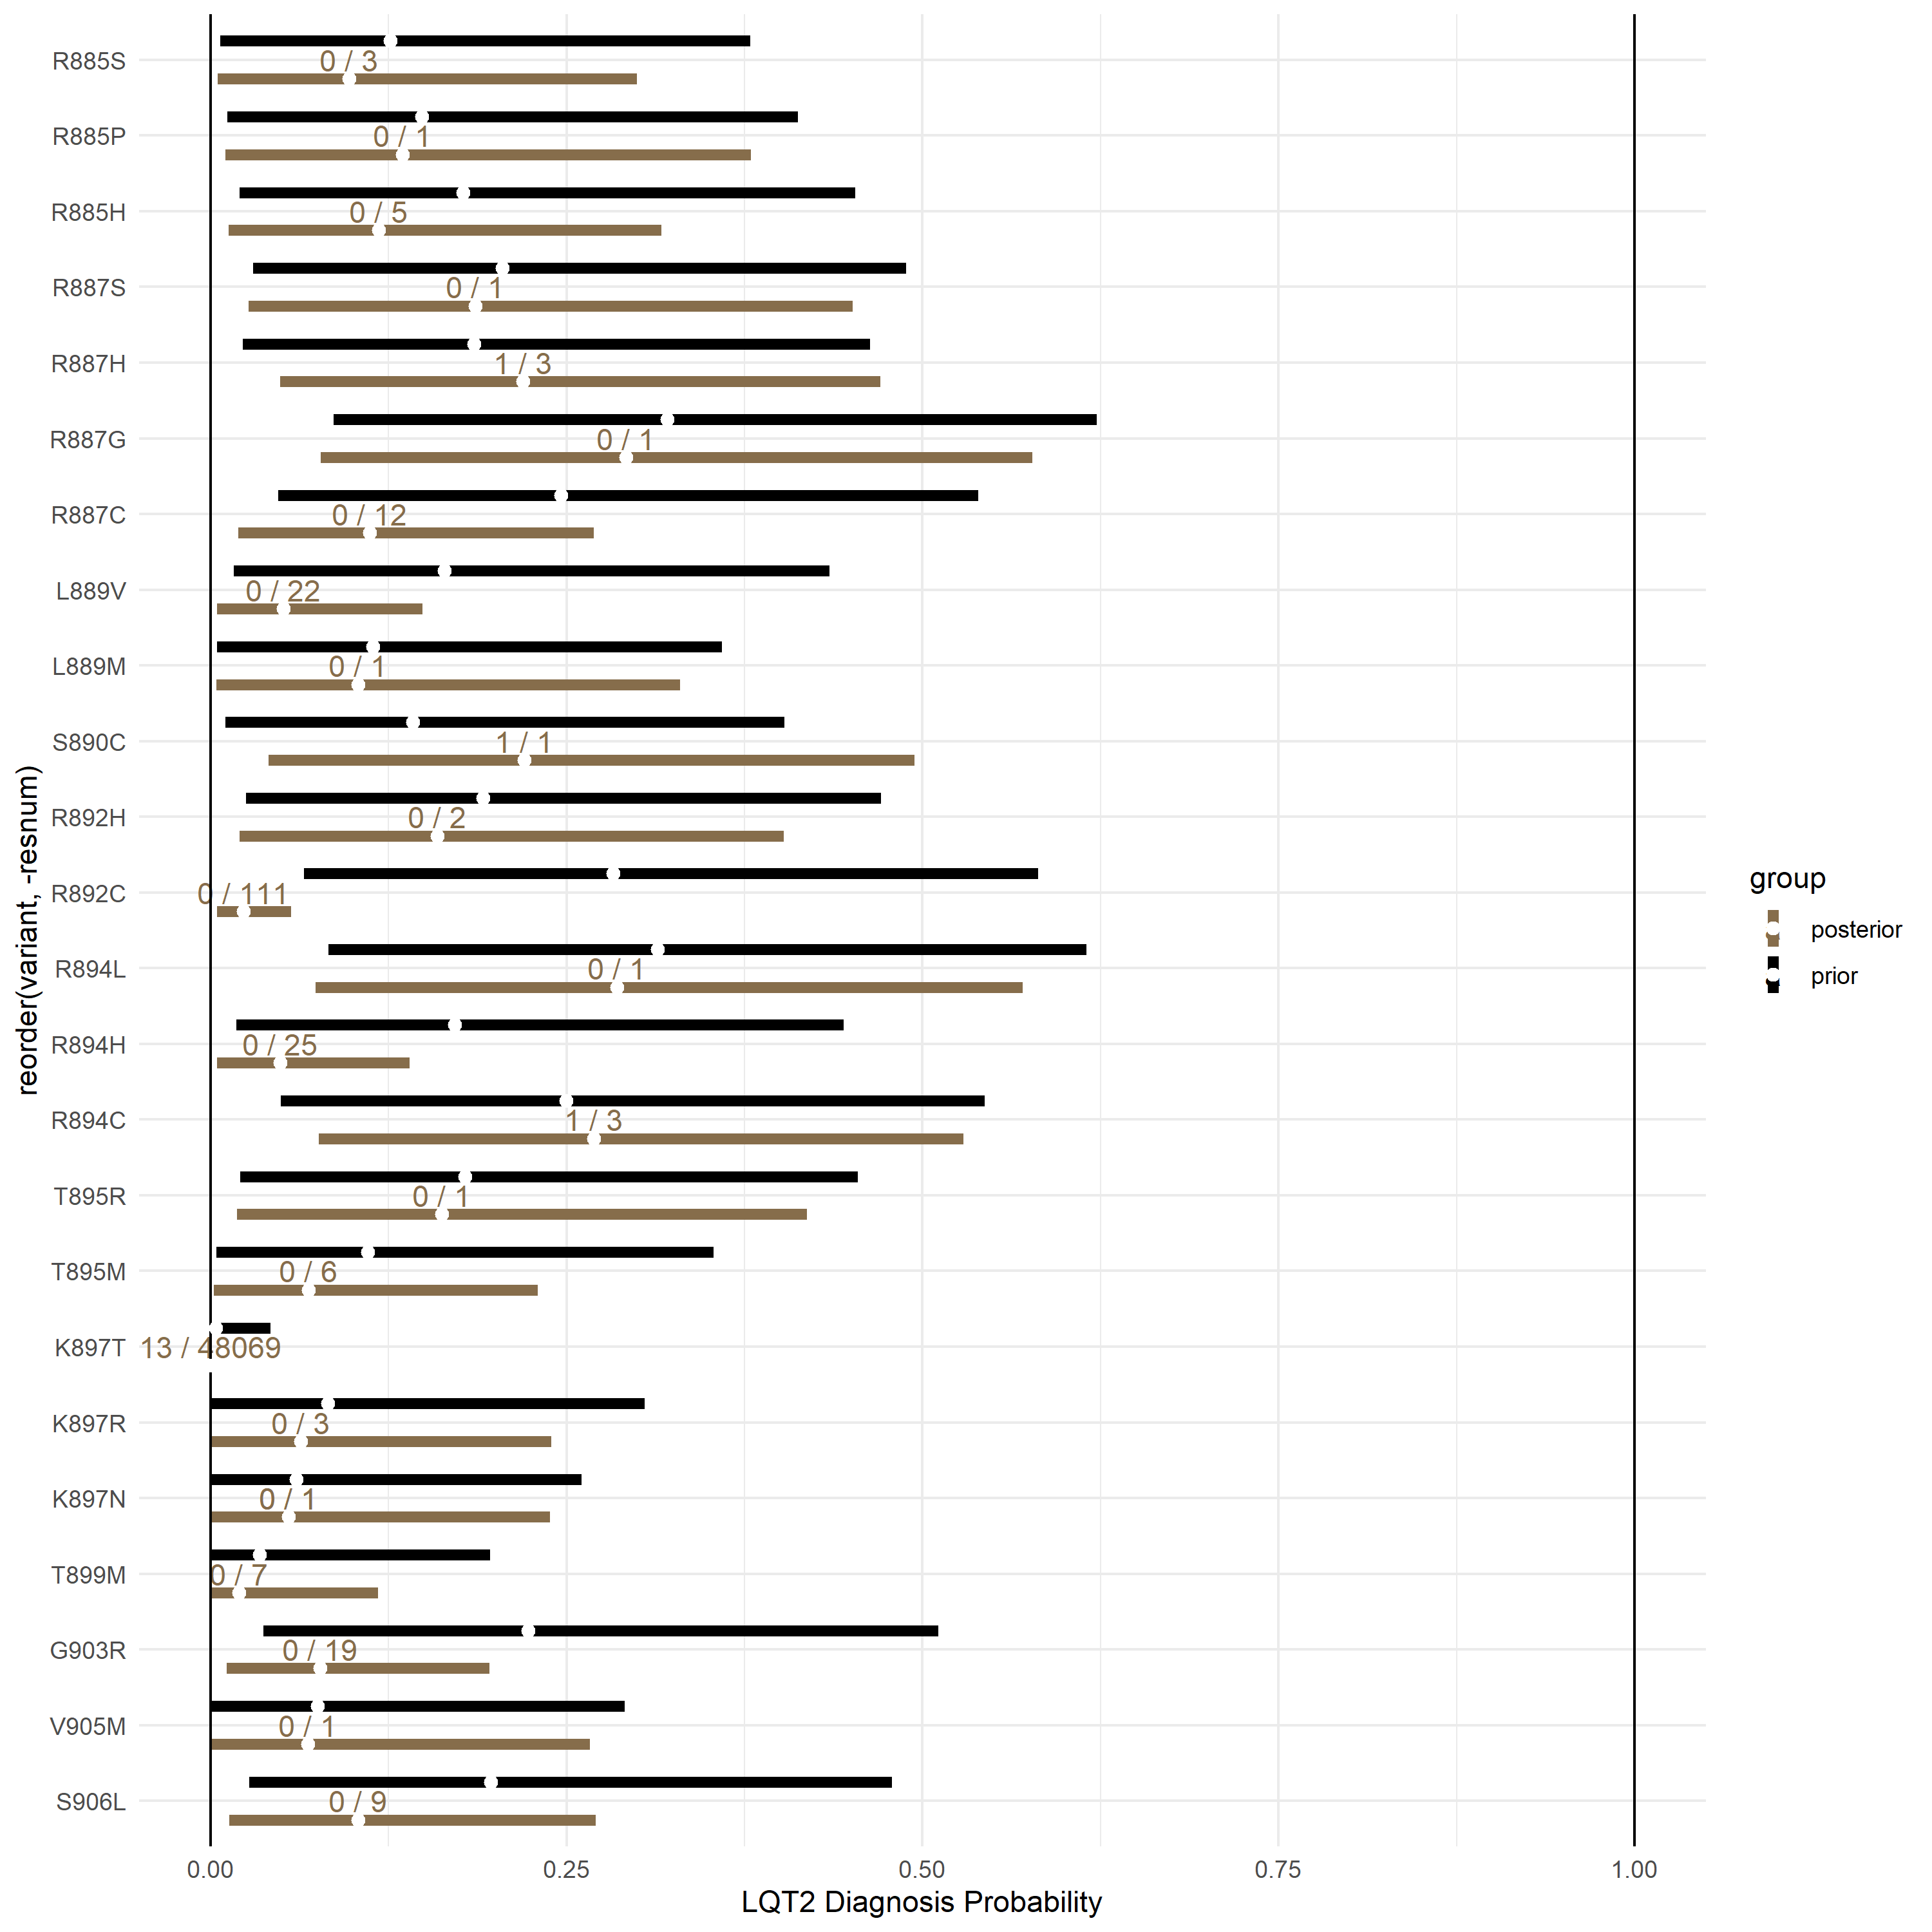 R885S
0 / 3
R885P
0 / 1
R885H
0 / 5
R887S
0 / 1
R887H
1 / 3
R887G
0 / 1
R887C
0 / 12
L889V
0 / 22
L889M
0 / 1
S890C
1 / 1
R892H
0 / 2
R892C
0 / 111
R894L
0 / 1
R894H
0 / 25
R894C
1 / 3
T895R
0 / 1
T895M
0 / 6
K897T
13 / 48069
K897R
0 / 3
K897N
0 / 1
T899M
0 / 7
G903R
0 / 19
V905M
0 / 1
S906L
0 / 9
reorder(variant, -resnum)
0.00 0.25 0.50 0.75 1.00
LQT2 Diagnosis Probability
group
posterior
prior